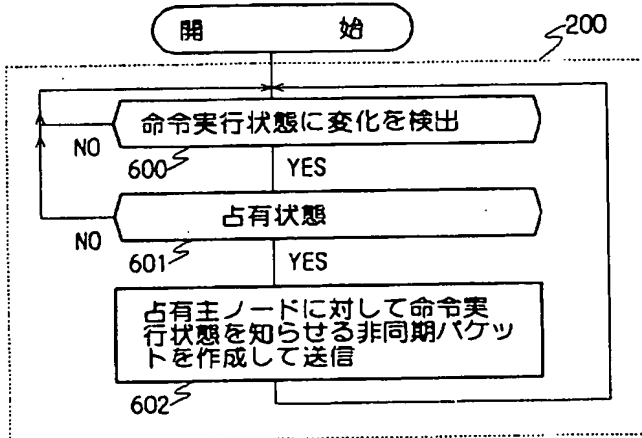 開 始
200
命令実行状態に変化を検出
NO
600
YES
占有状態
NO
601
YES
占有主ノードに対して命令実
行状態を知らせる非同期パケッ
トを作成して送信
602